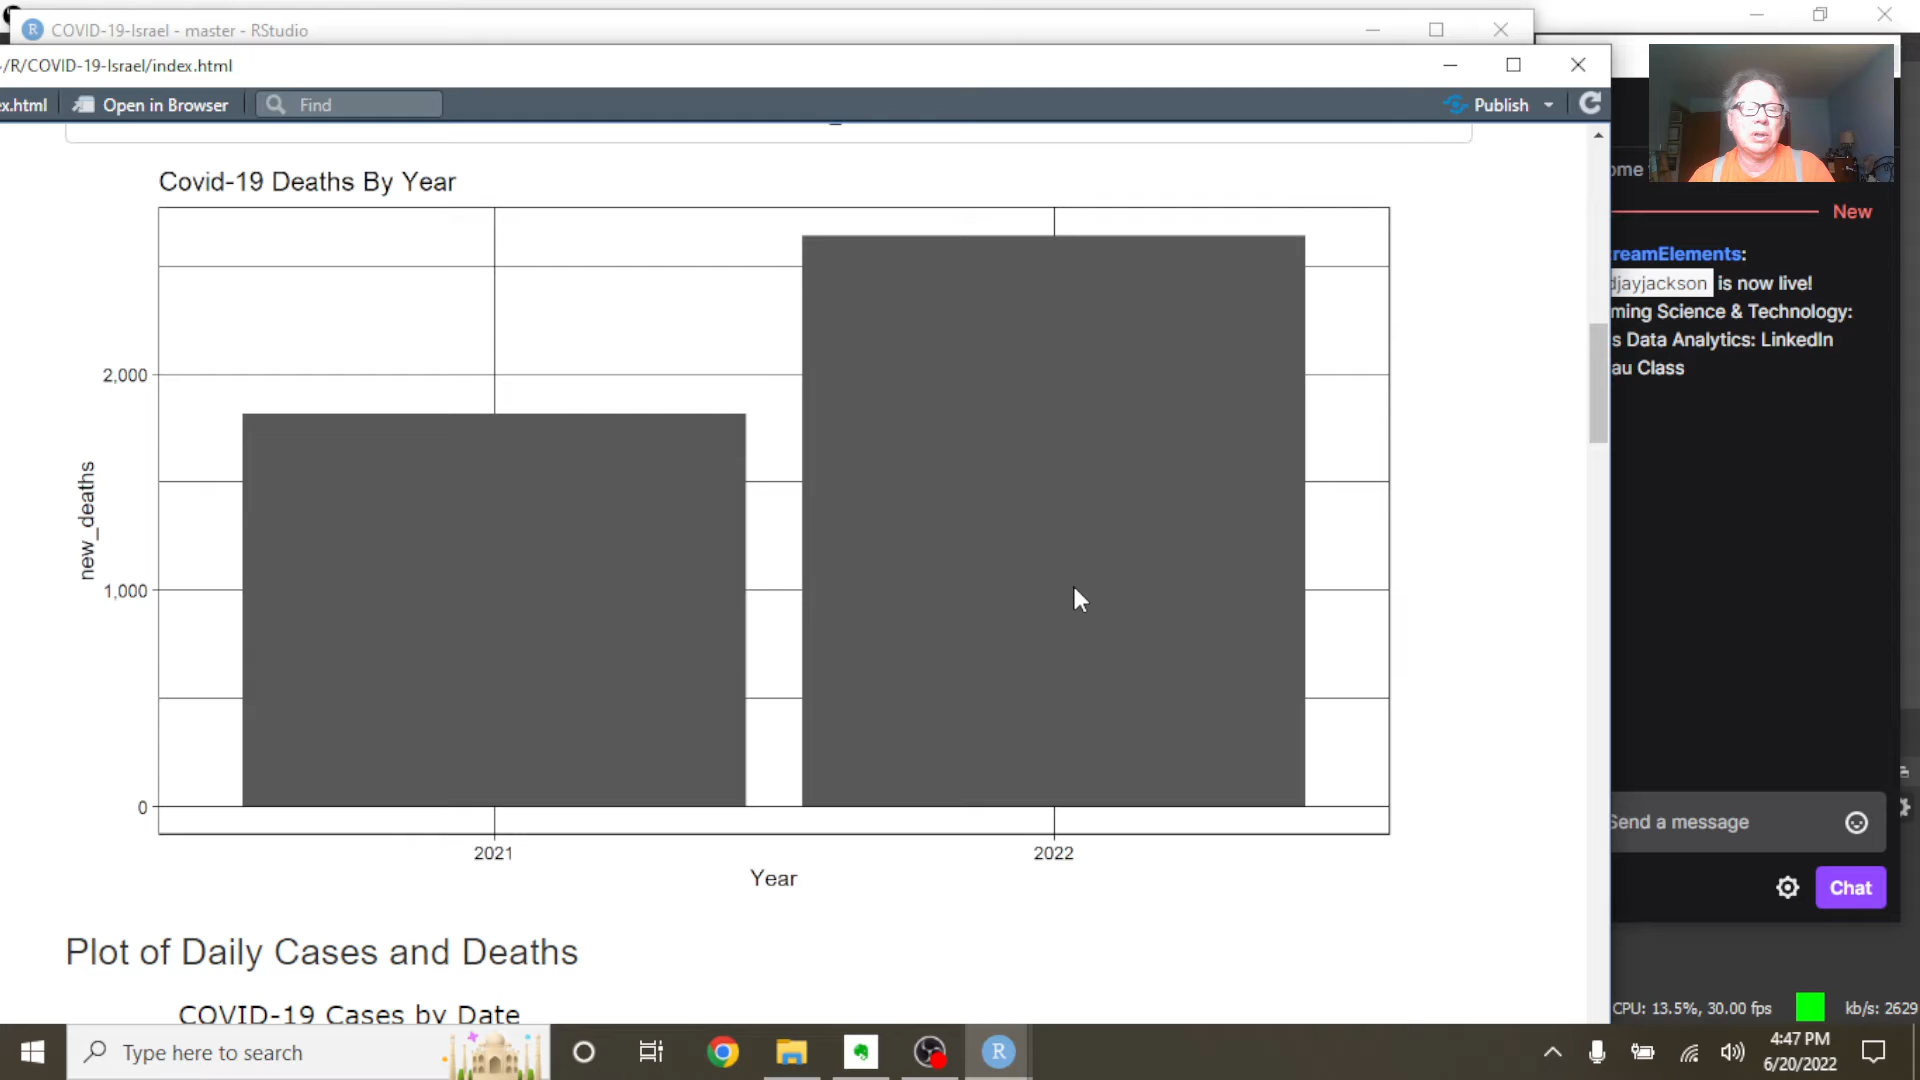 COVID-19-Israel - master - RStudio
/R/COVID-19-Israel/index.html
x.html
Open in Browser
Find
Publish
Covid-19 Deaths By Year
2,000
1,000
0
new_deaths
2021
2022
Year
Plot of Daily Cases and Deaths
COVID-19 Cases by Date
ome
New
reamElements:
djayjackson is now live!
ming Science & Technology:
s Data Analytics: LinkedIn
au Class
Send a message
Chat
CPU: 13.5%, 30.00 fps
kb/s: 2629
Type here to search
R
4:47 PM
6/20/2022